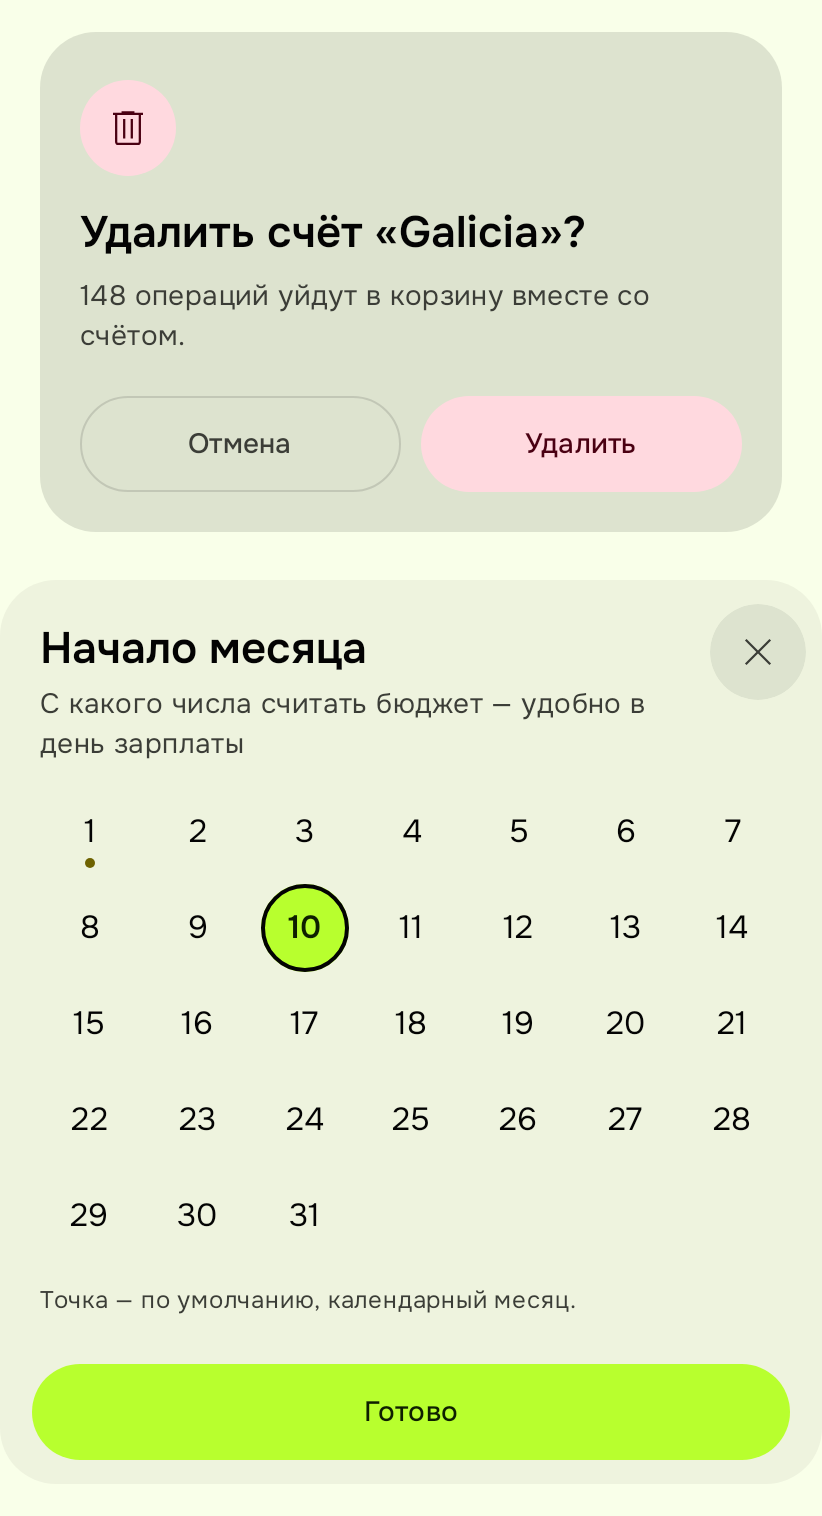 Удалить счёт «Galicia»?
148 операций уйдут в корзину вместе со
счётом.
Отмена Удалить
Начало месяца
С какого числа считать бюджет — удобно в
день зарплаты
1 2 3 4 5 6 7
8 9 10 11 12 13 14
15 16 17 18 19 20 21
22 23 24 25 26 27 28
29 30 31
Точка — по умолчанию, календарный месяц.
Готово